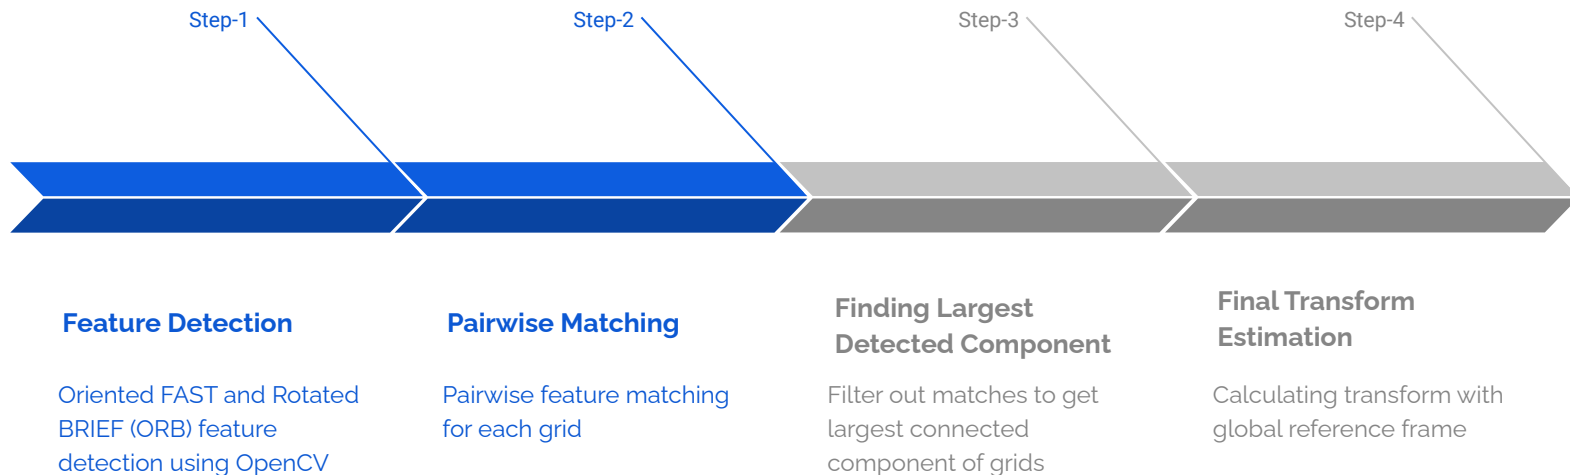 Step-1
Step-2
Step-3
Step-4
Feature Detection
Oriented FAST and Rotated
BRIEF (ORB) feature
detection using OpenCV
Pairwise Matching
Pairwise feature matching
for each grid
Finding Largest
Detected Component
Filter out matches to get
largest connected
component of grids
Final Transform
Estimation
Calculating transform with
global reference frame